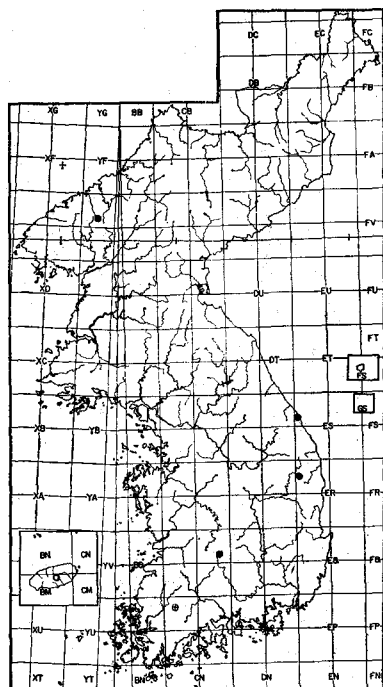 DC EC FC
DB FB
XG YG BB CB
XF YF FA
FV
XD DU EU FU
FT
XC DT ET
GS
XB YB ES FS
XA YA ER FR
BN CN
YV
BM CM
XU YU EP FP
XT YT BN CN DN EN FN